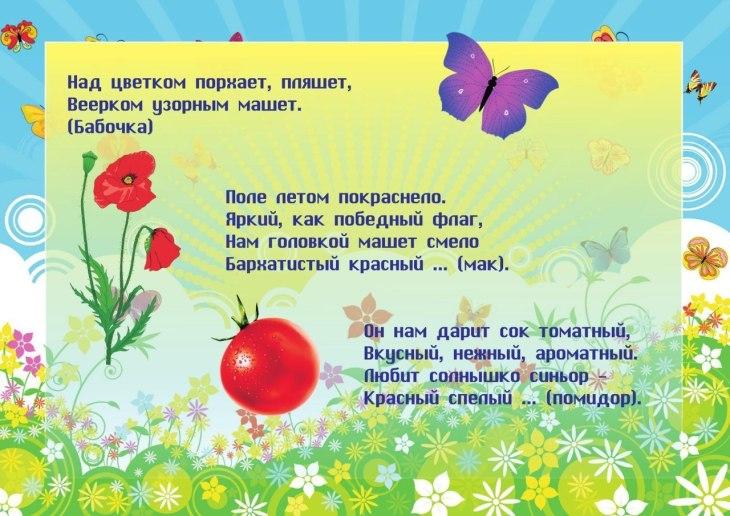 Над цветком порхает, пляшет,
Веерком узорным машет.
(Бабочка)
Поле летом покраснело.
Яркий, как победный флаг,
Нам головкой машет смело
Бархатистый красный ... (мак).
Он нам дарит сок томатный,
Вкусный, нежный, ароматный.
Любит солнышко синьор –
Красный спелый ... (помидор).